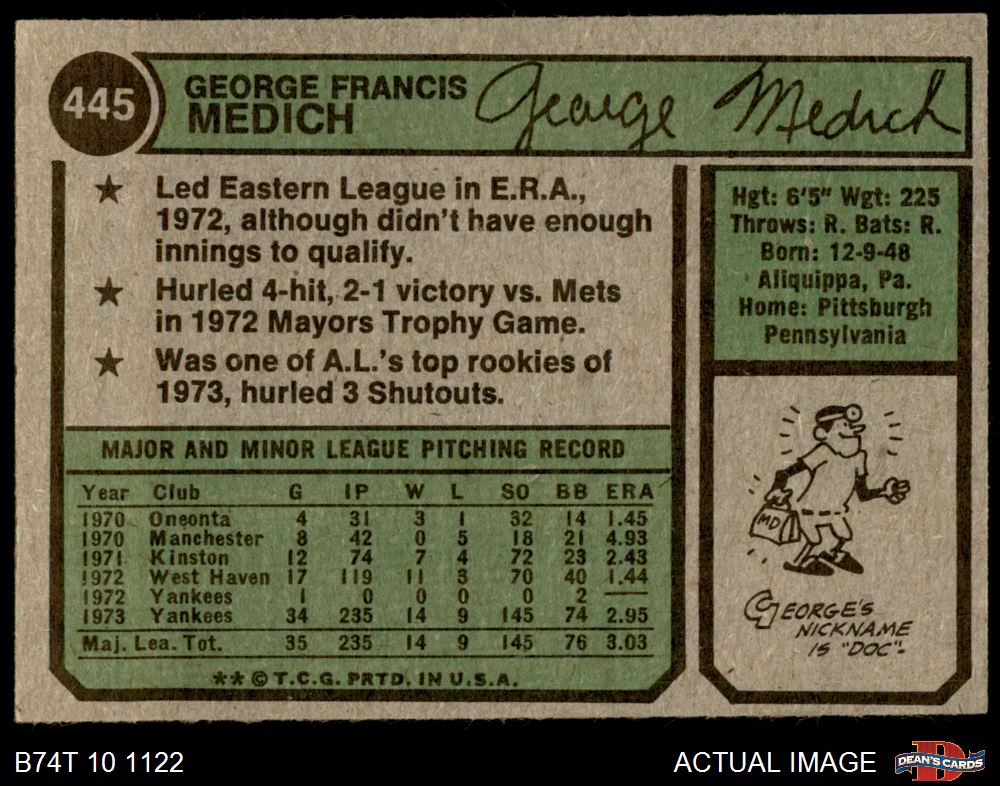 445
GEORGE FRANCIS
MEDICH
George Medich
★ Led Eastern League in E.R.A.,
1972, although didn't have enough
innings to qualify.
★ Hurled 4-hit, 2-1 victory vs. Mets
in 1972 Mayors Trophy Game.
★ Was one of A.L.'s top rookies of
1973, hurled 3 Shutouts.
Hgt: 6'5" Wgt: 225
Throws: R. Bats: R.
Born: 12-9-48
Aliquippa, Pa.
Home: Pittsburgh
Pennsylvania
MAJOR AND MINOR LEAGUE PITCHING RECORD
Year Club G IP W L SO BB ERA
1970 Oneonta 4 31 3 1 32 14 1.45
1970 Manchester 8 42 0 5 18 21 4.93
1971 Kinston 12 74 7 4 72 23 2.43
1972 West Haven 17 119 11 3 70 40 1.44
1972 Yankees 1 0 0 0 0 2 —
1973 Yankees 34 235 14 9 145 74 2.95
Maj. Lea. Tot. 35 235 14 9 145 76 3.03
**©T.C.G. PRTD. IN U.S.A.
MD
GEORGE'S
NICKNAME
IS "DOC".
B74T 10 1122
ACTUAL IMAGE
DEAN'S CARDS